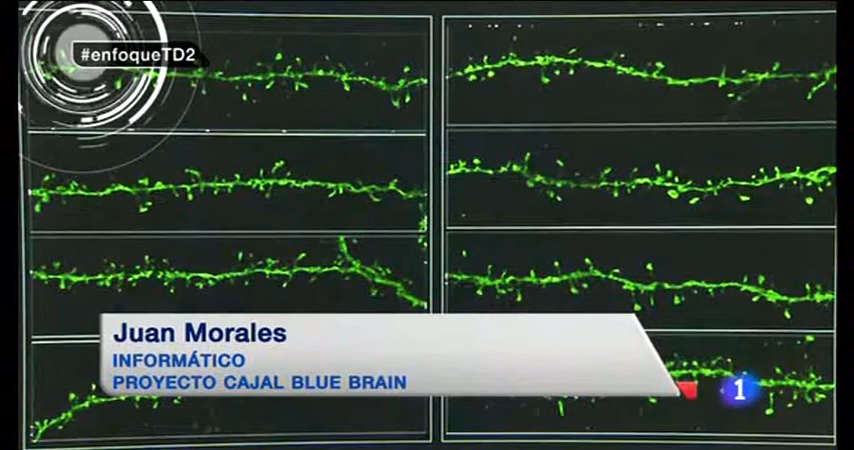 #enfoqueTD2
Juan Morales
INFORMÁTICO
PROYECTO CAJAL BLUE BRAIN
1